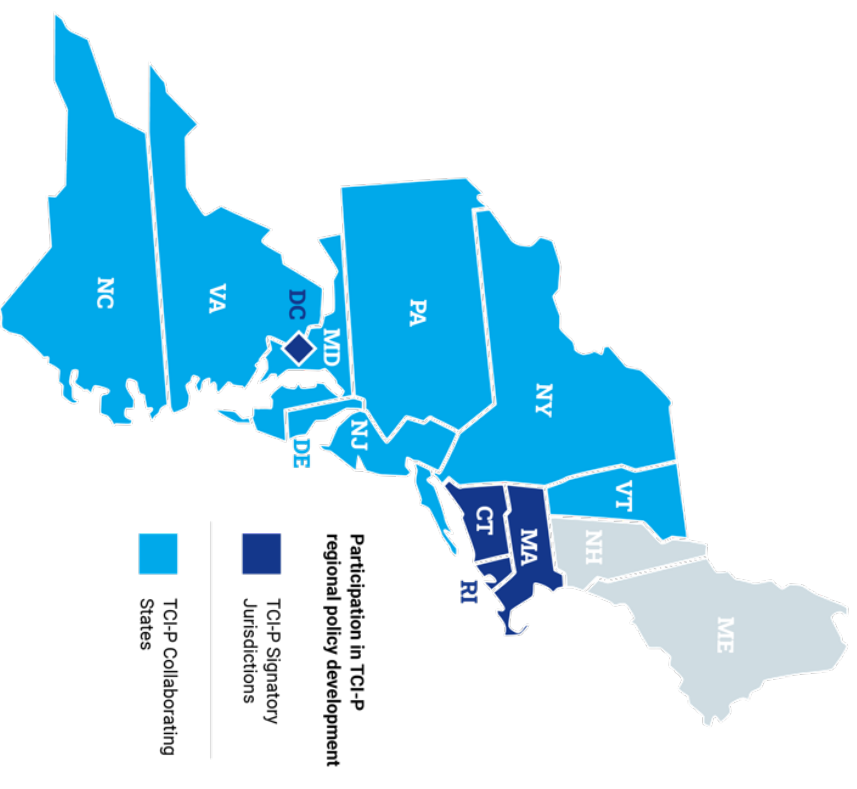 ME
NH
VT
NY
MA
CT
RI
PA
NJ
MD
DE
DC
VA
NC
Participation in TCI-P
regional policy development
TCI-P Signatory
Jurisdictions
TCI-P Collaborating
States